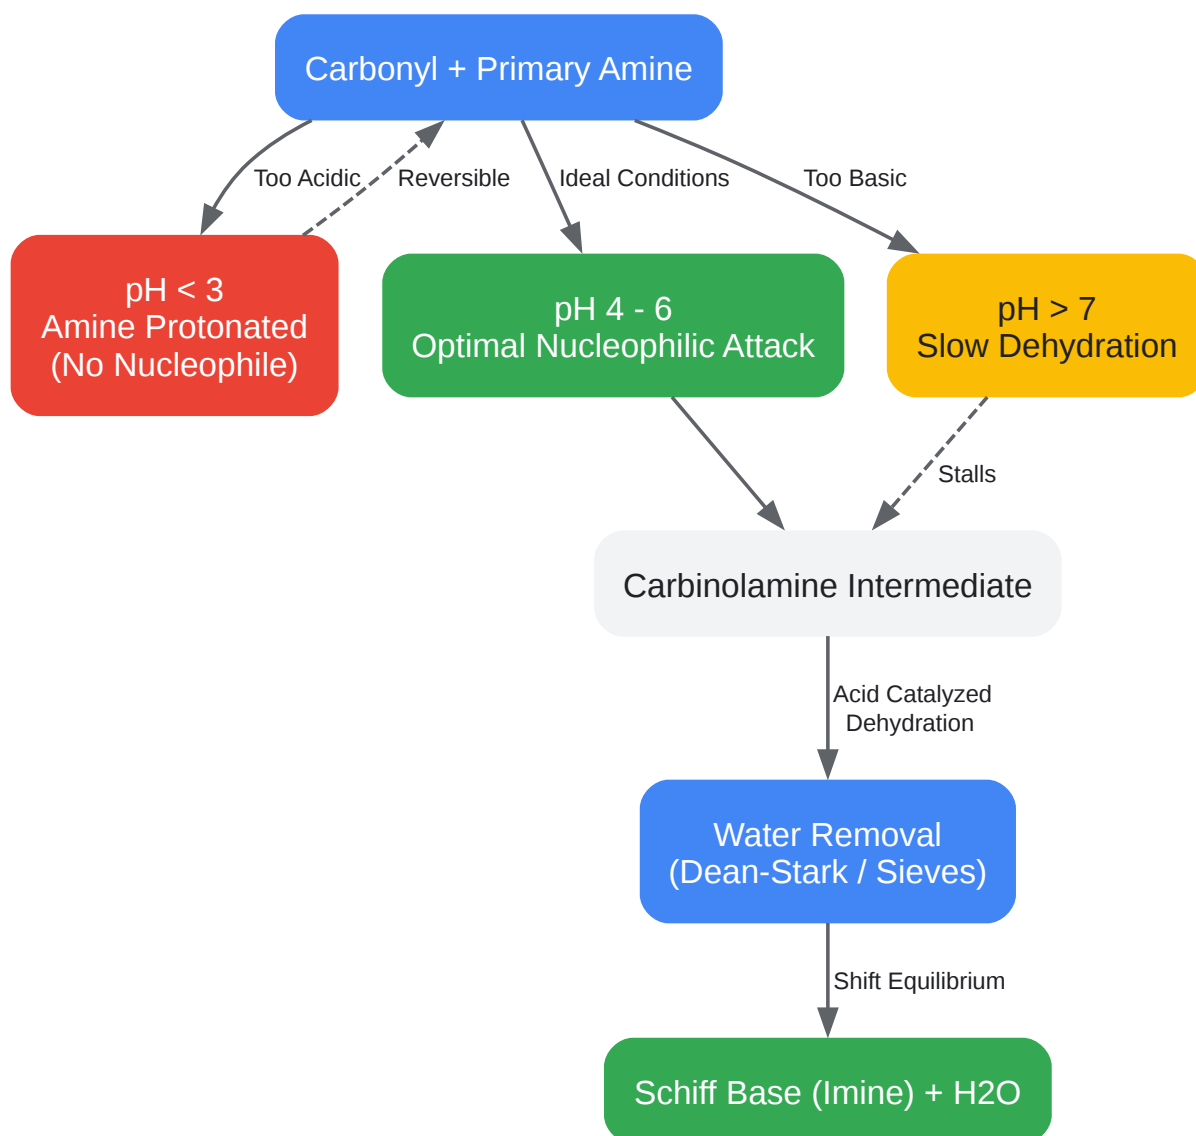 Carbonyl + Primary Amine
Too Acidic
Reversible
Ideal Conditions
Too Basic
pH < 3
Amine Protonated
(No Nucleophile)
pH 4 - 6
Optimal Nucleophilic Attack
pH > 7
Slow Dehydration
Stalls
Carbinolamine Intermediate
Acid Catalyzed
Dehydration
Water Removal
(Dean-Stark / Sieves)
Shift Equilibrium
Schiff Base (Imine) + H2O